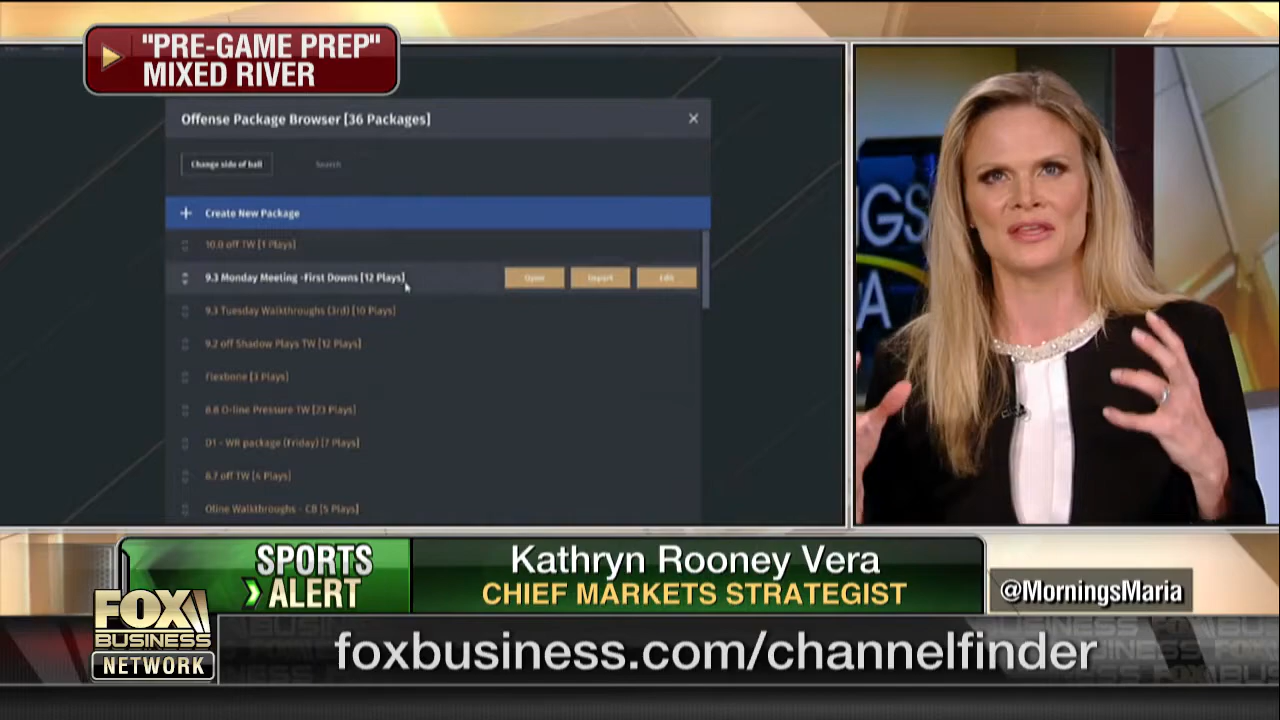 "PRE-GAME PREP"
MIXED RIVER
Offense Package Browser [36 Packages]
Change side of ball
Search
+ Create New Package
10.0 off TW [1 Plays]
9.3 Monday Meeting -First Downs [12 Plays]
Open
Import
Edit
9.3 Tuesday Walkthroughs (3rd) [10 Plays]
9.2 off Shadow Plays TW [12 Plays]
Flexbone [3 Plays]
8.8 O-line Pressure TW [23 Plays]
D1 - WR package (Friday) [7 Plays]
8.7 off TW [4 Plays]
Oline Walkthroughs - CB [5 Plays]
NGS
IA
SPORTS
ALERT
Kathryn Rooney Vera
CHIEF MARKETS STRATEGIST
@MorningsMaria
FOX
BUSINESS
NETWORK
foxbusiness.com/channelfinder